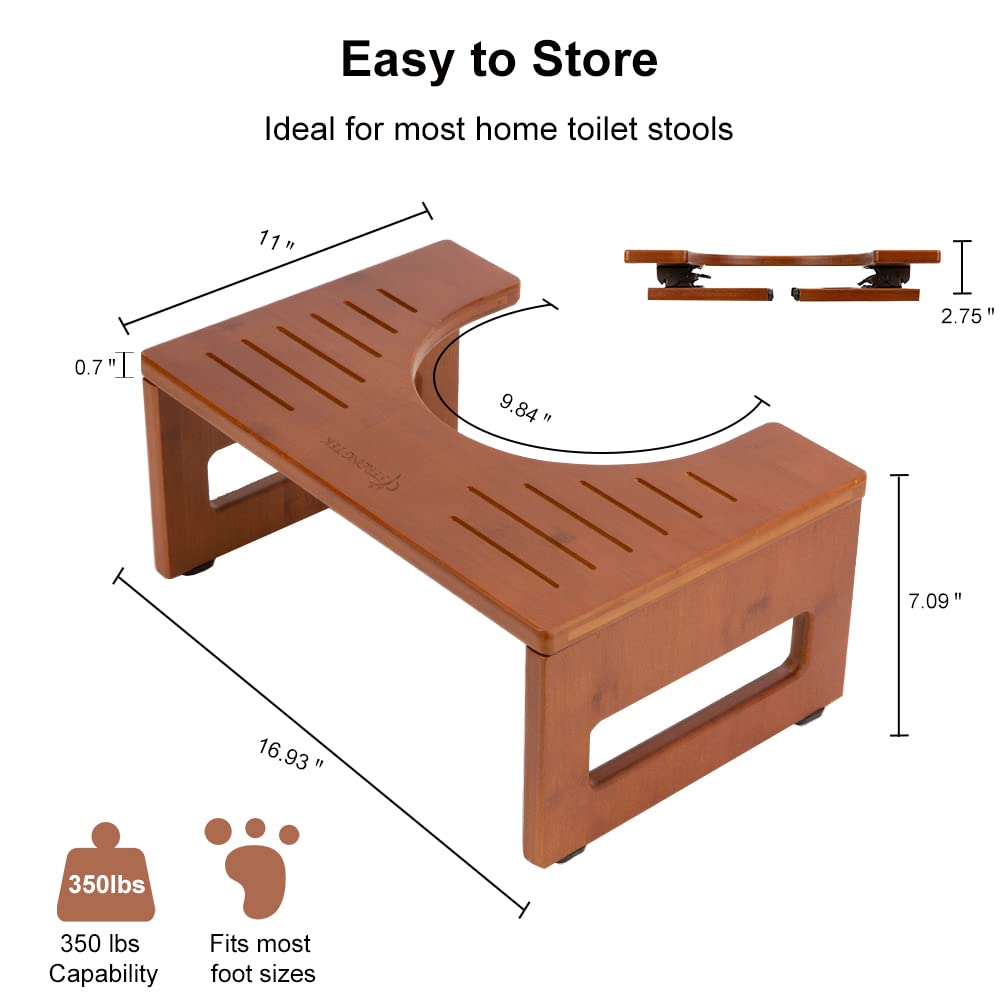 Easy to Store
Ideal for most home toilet stools
11 "
0.7 "
9.84 "
2.75 "
STRONGTEK
7.09 "
16.93 "
350lbs
350 lbs
Capability
Fits most
foot sizes